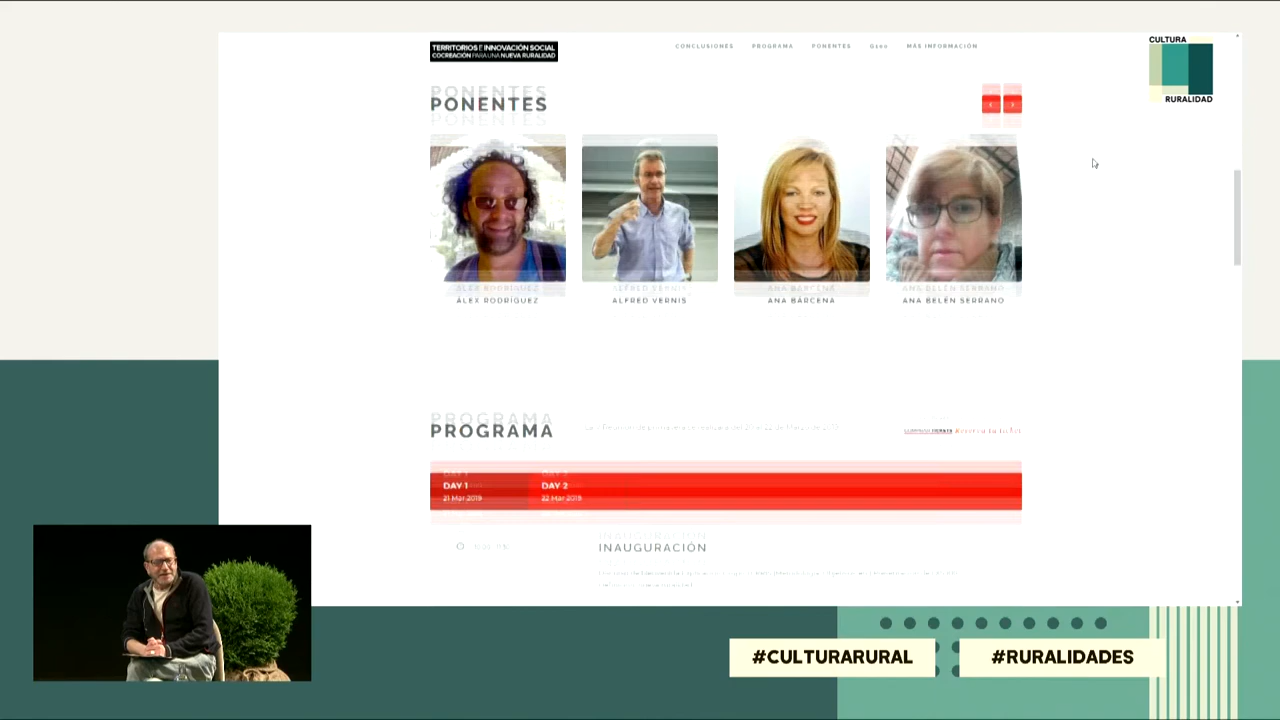 TERRITORIOS E INNOVACIÓN SOCIAL
COCREACIÓN PARA UNA NUEVA RURALIDAD
CONCLUSIONES PROGRAMA PONENTES G100 MÁS INFORMACIÓN
CULTURA
RURALIDAD
PONENTES
ÁLEX RODRÍGUEZ
ALFRED VERNIS
ANA BÁRCENA
ANA BELÉN SERRANO
PROGRAMA
DAY 1 DAY 2
21 Mar 2019 22 Mar 2019
INAUGURACIÓN
#CULTURARURAL #RURALIDADES